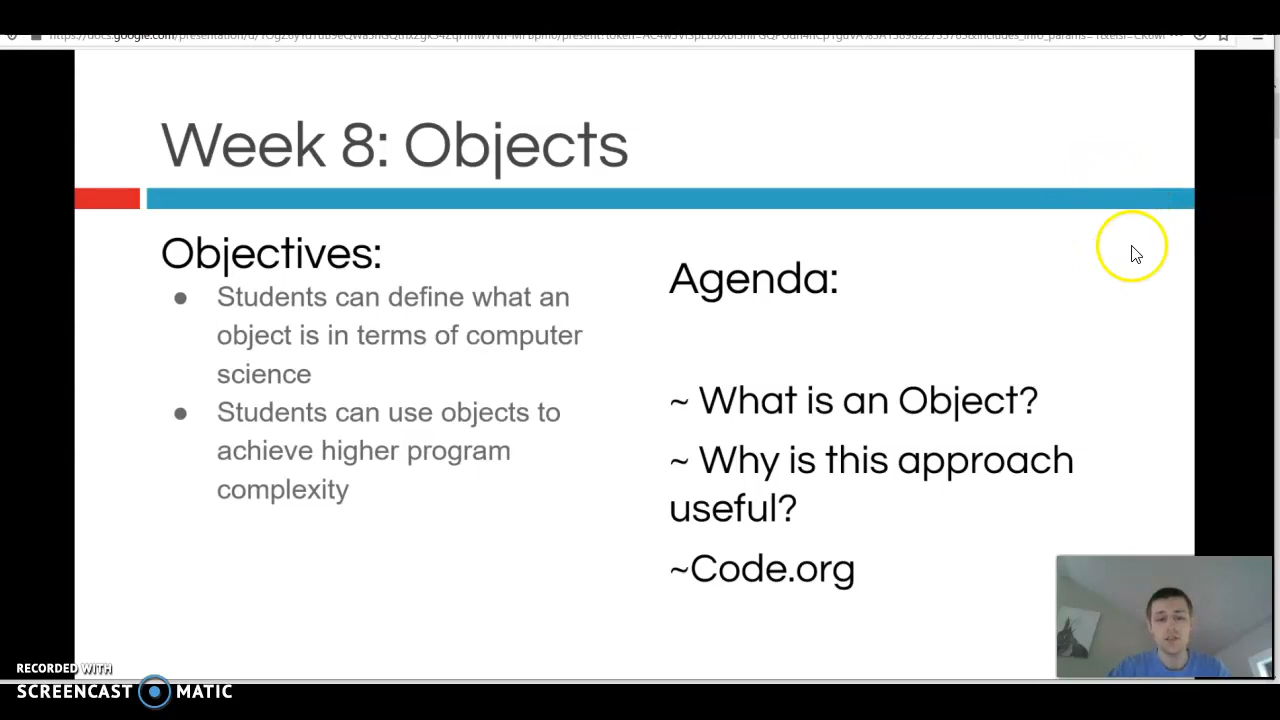 Week 8: Objects
Objectives:
● Students can define what an
object is in terms of computer
science
● Students can use objects to
achieve higher program
complexity
Agenda:
~ What is an Object?
~ Why is this approach
useful?
~Code.org
RECORDED WITH
SCREENCAST MATIC